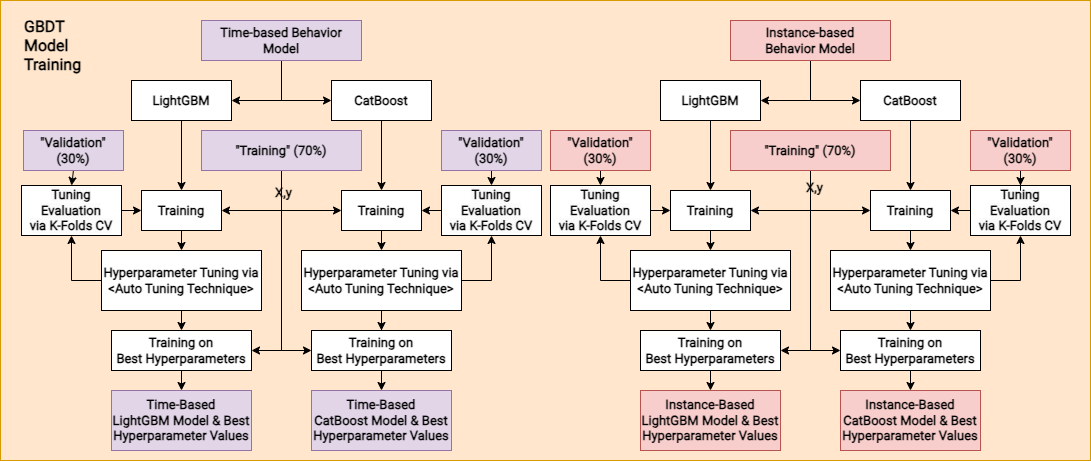 GBDT
Model
Training
Time-based Behavior
Model
LightGBM
CatBoost
"Validation"
(30%)
"Training" (70%)
"Validation"
(30%)
X,y
Tuning
Evaluation
via K-Folds CV
Training
Training
Tuning
Evaluation
via K-Folds CV
Hyperparameter Tuning via
<Auto Tuning Technique>
Hyperparameter Tuning via
<Auto Tuning Technique>
Training on
Best Hyperparameters
Training on
Best Hyperparameters
Time-Based
LightGBM Model & Best
Hyperparameter Values
Time-Based
CatBoost Model & Best
Hyperparameter Values
Instance-based
Behavior Model
LightGBM
CatBoost
"Validation"
(30%)
"Training" (70%)
"Validation"
(30%)
X,y
Tuning
Evaluation
via K-Folds CV
Training
Training
Tuning
Evaluation
via K-Folds CV
Hyperparameter Tuning via
<Auto Tuning Technique>
Hyperparameter Tuning via
<Auto Tuning Technique>
Training on
Best Hyperparameters
Training on
Best Hyperparameters
Instance-Based
LightGBM Model & Best
Hyperparameter Values
Instance-Based
CatBoost Model & Best
Hyperparameter Values